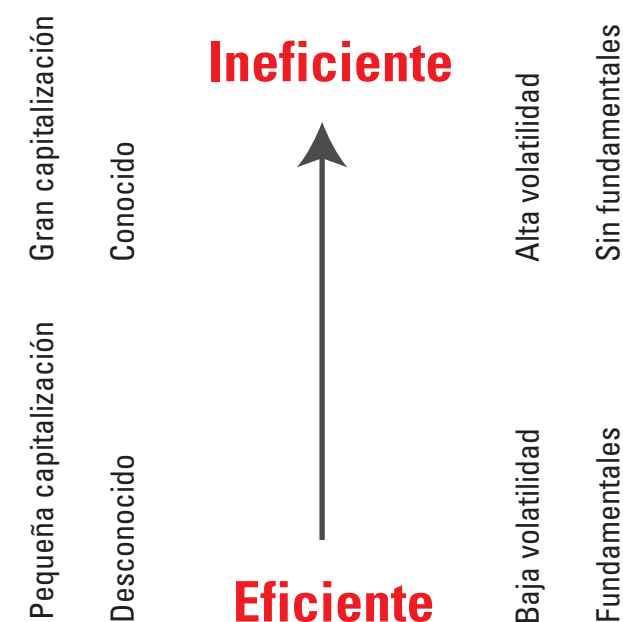 Ineficiente
Gran capitalización
Conocido
Alta volatilidad
Sin fundamentales
Pequeña capitalización
Desconocido
Baja volatilidad
Fundamentales
Eficiente